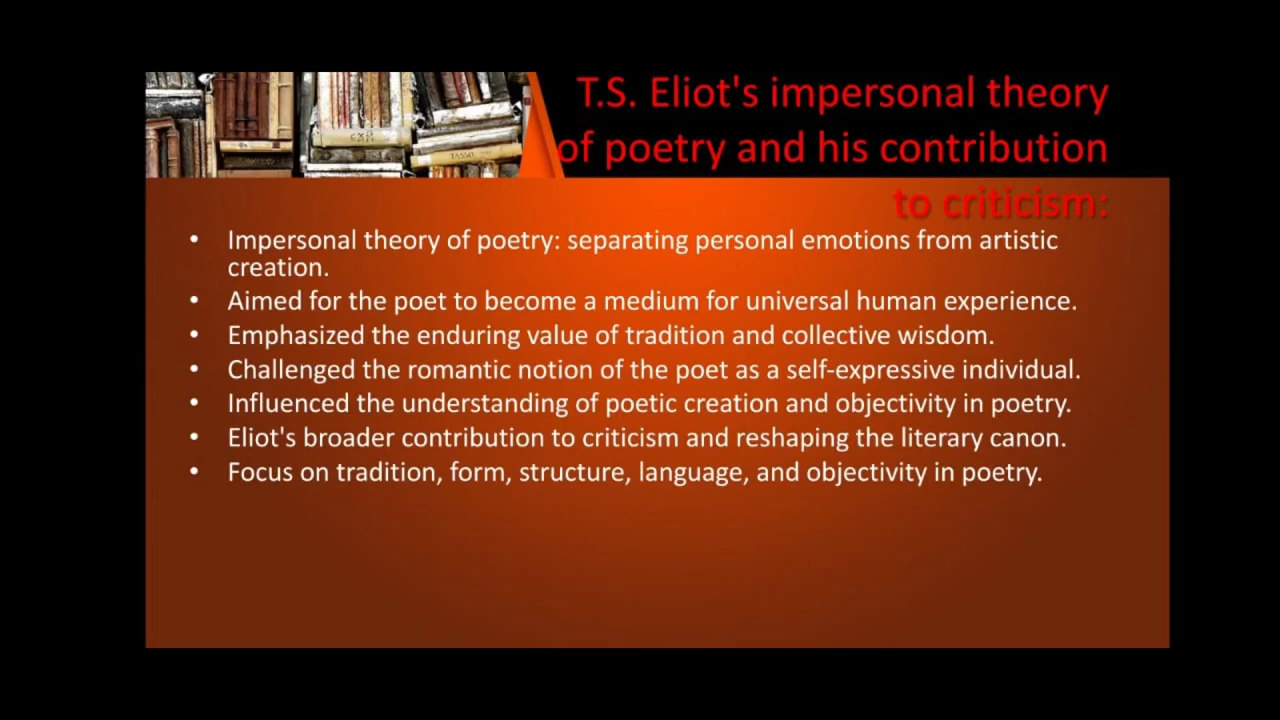 T.S. Eliot's impersonal theory
of poetry and his contribution
to criticism:
• Impersonal theory of poetry: separating personal emotions from artistic
creation.
• Aimed for the poet to become a medium for universal human experience.
• Emphasized the enduring value of tradition and collective wisdom.
• Challenged the romantic notion of the poet as a self-expressive individual.
• Influenced the understanding of poetic creation and objectivity in poetry.
• Eliot's broader contribution to criticism and reshaping the literary canon.
• Focus on tradition, form, structure, language, and objectivity in poetry.